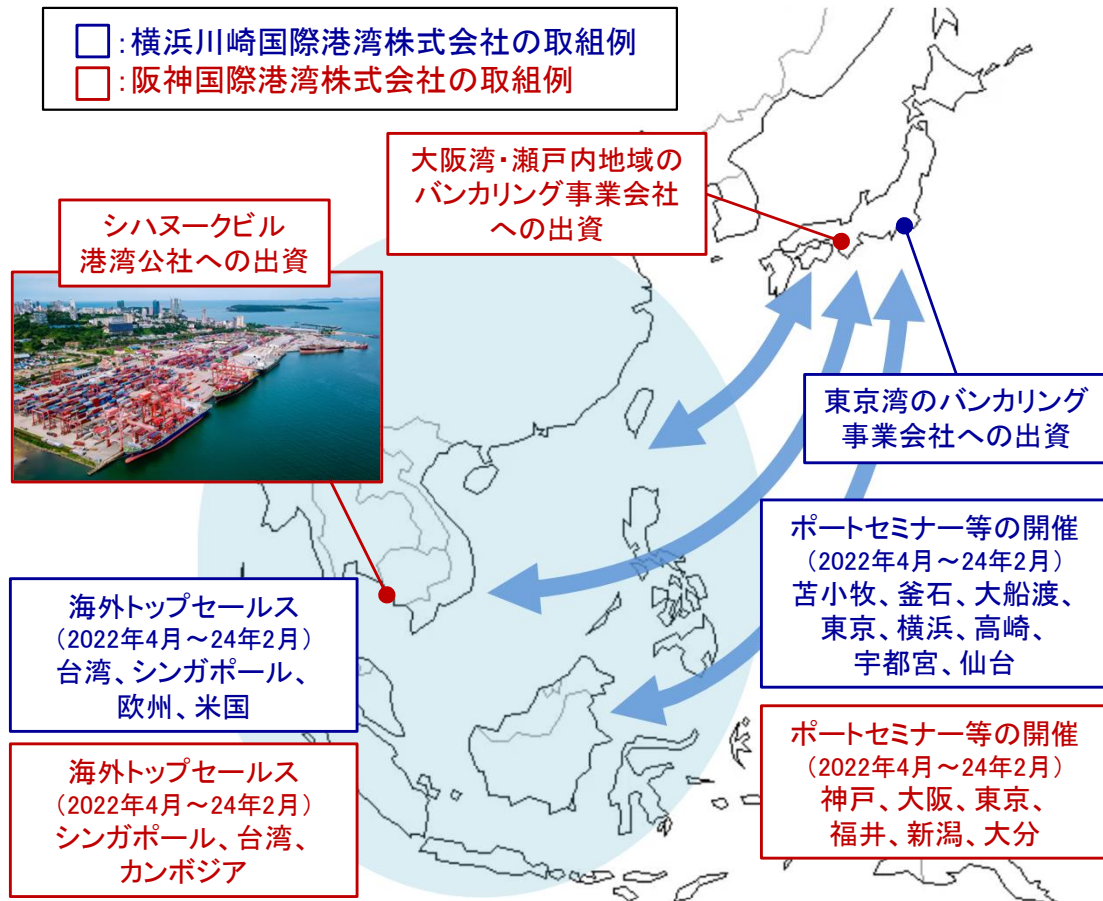 ：横浜川崎国際港湾株式会社の取組例
：阪神国際港湾株式会社の取組例
大阪湾・瀬戸内地域の
バンカリング事業会社
への出資
シハヌークビル
港湾公社への出資
東京湾のバンカリング
事業会社への出資
ポートセミナー等の開催
（2022年4月～24年2月）
苫小牧、釜石、大船渡、
東京、横浜、高崎、
宇都宮、仙台
海外トップセールス
（2022年4月～24年2月）
台湾、シンガポール、
欧州、米国
ポートセミナー等の開催
（2022年4月～24年2月）
神戸、大阪、東京、
福井、新潟、大分
海外トップセールス
（2022年4月～24年2月）
シンガポール、台湾、
カンボジア